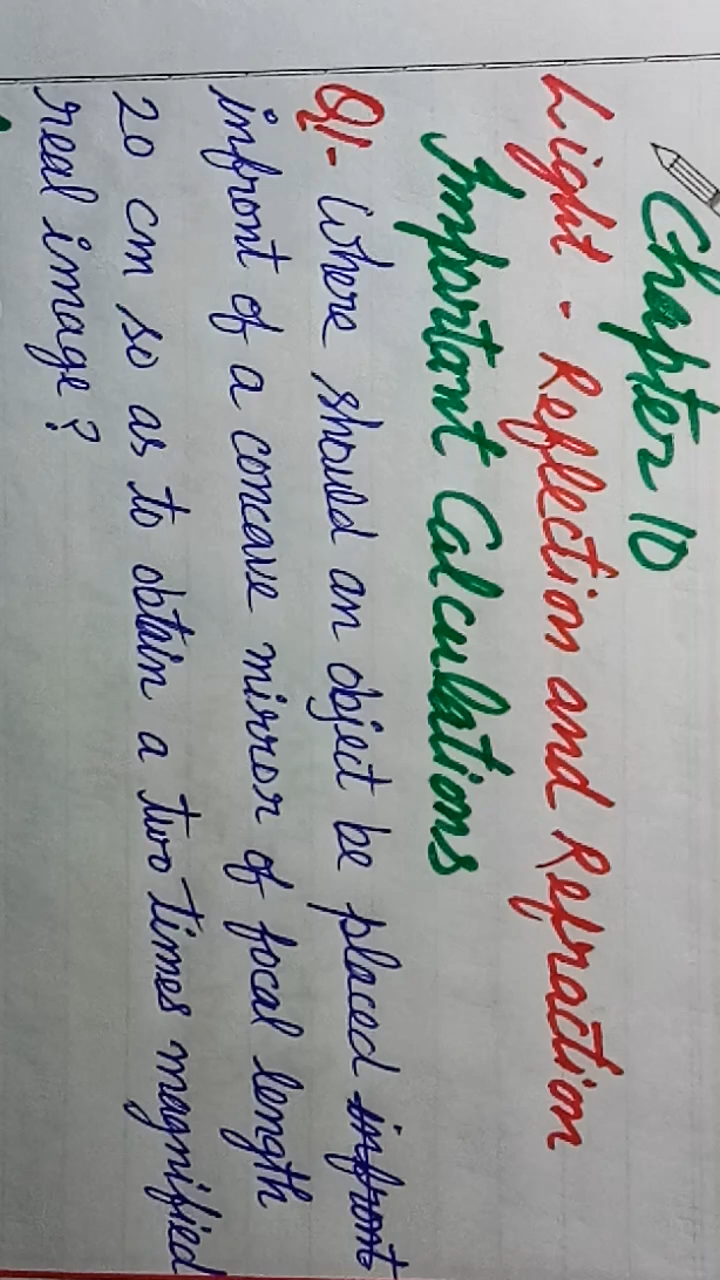 Chapter 10
Light - Reflection and Refraction
Important Calculations
Q1- Where should an object be placed infront
infront of a concave mirror of focal length
20 cm so as to obtain a two times magnified
real image?